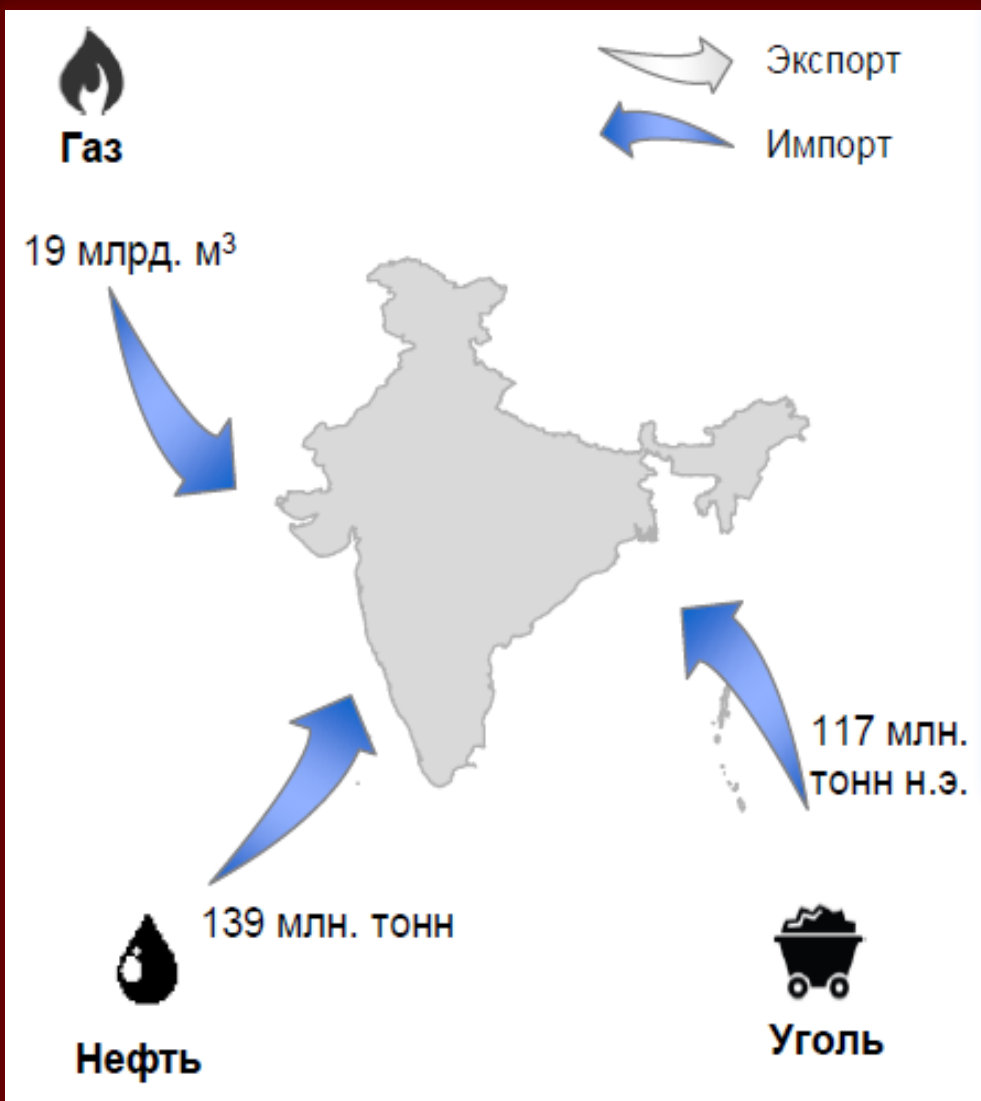 Экспорт
Импорт
Газ
19 млрд. м³
117 млн.
тонн н.э.
139 млн. тонн
Нефть
Уголь